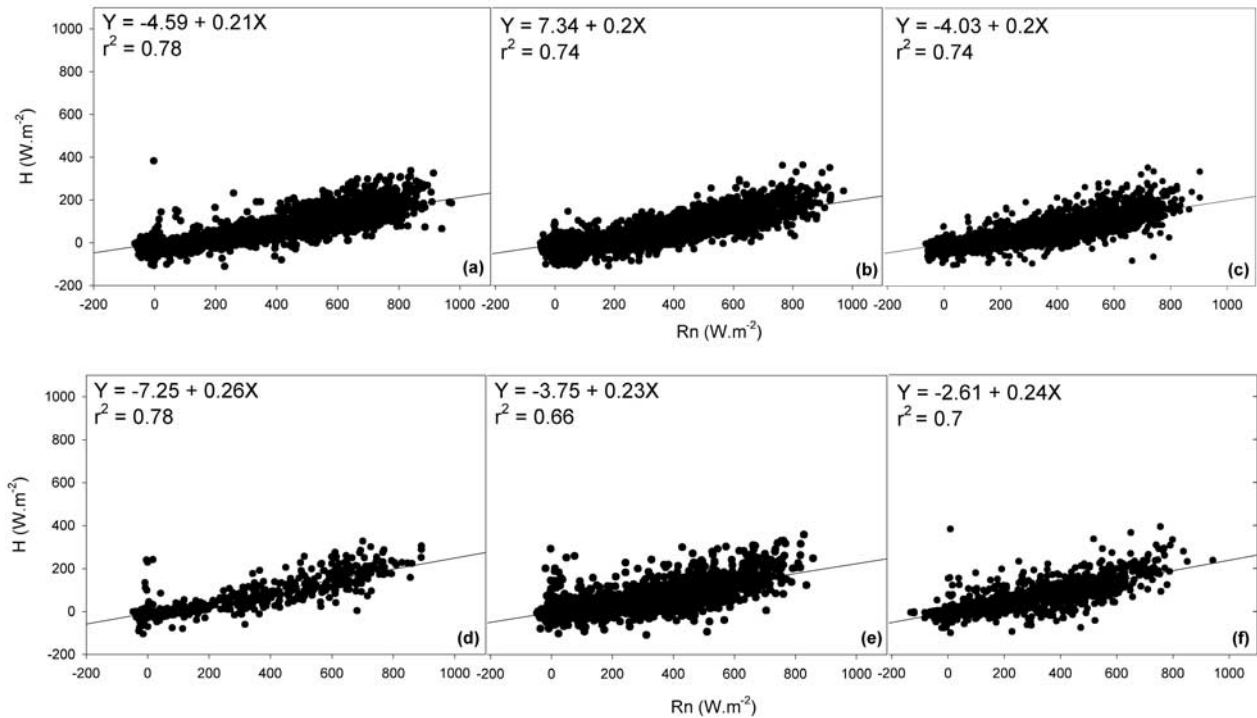 Y = -4.59 + 0.21X
r² = 0.78
Y = 7.34 + 0.2X
r² = 0.74
Y = -4.03 + 0.2X
r² = 0.74
1000
800
600
400
200
0
-200
H (W.m⁻²)
(a)
(b)
(c)
-200 0 200 400 600 800 1000
-200 0 200 400 600 800 1000
-200 0 200 400 600 800 1000
Rn (W.m⁻²)
Y = -7.25 + 0.26X
r² = 0.78
Y = -3.75 + 0.23X
r² = 0.66
Y = -2.61 + 0.24X
r² = 0.7
1000
800
600
400
200
0
-200
H (W.m⁻²)
(d)
(e)
(f)
-200 0 200 400 600 800 1000
-200 0 200 400 600 800 1000
-200 0 200 400 600 800 1000
Rn (W.m⁻²)